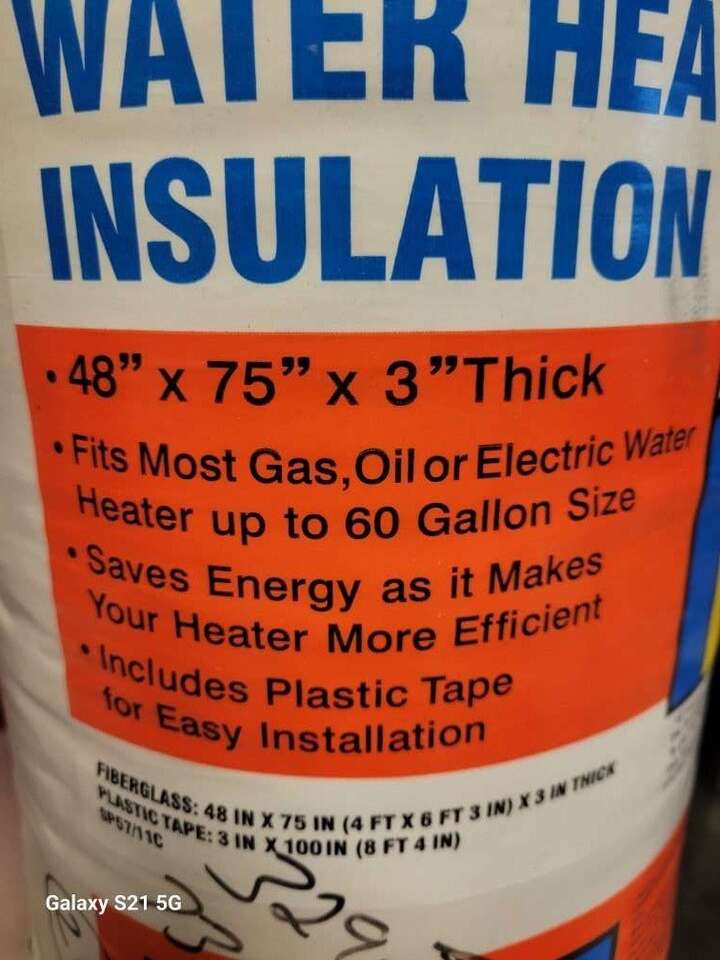 WATER HEA
INSULATION
• 48” x 75” x 3” Thick
• Fits Most Gas, Oil or Electric Water
Heater up to 60 Gallon Size
• Saves Energy as it Makes
Your Heater More Efficient
• Includes Plastic Tape
for Easy Installation
FIBERGLASS: 48 IN X 75 IN (4 FT X 6 FT 3 IN) X 3 IN THICK
PLASTIC TAPE: 3 IN X 100 IN (8 FT 4 IN)
SP57/11C
Galaxy S21 5G